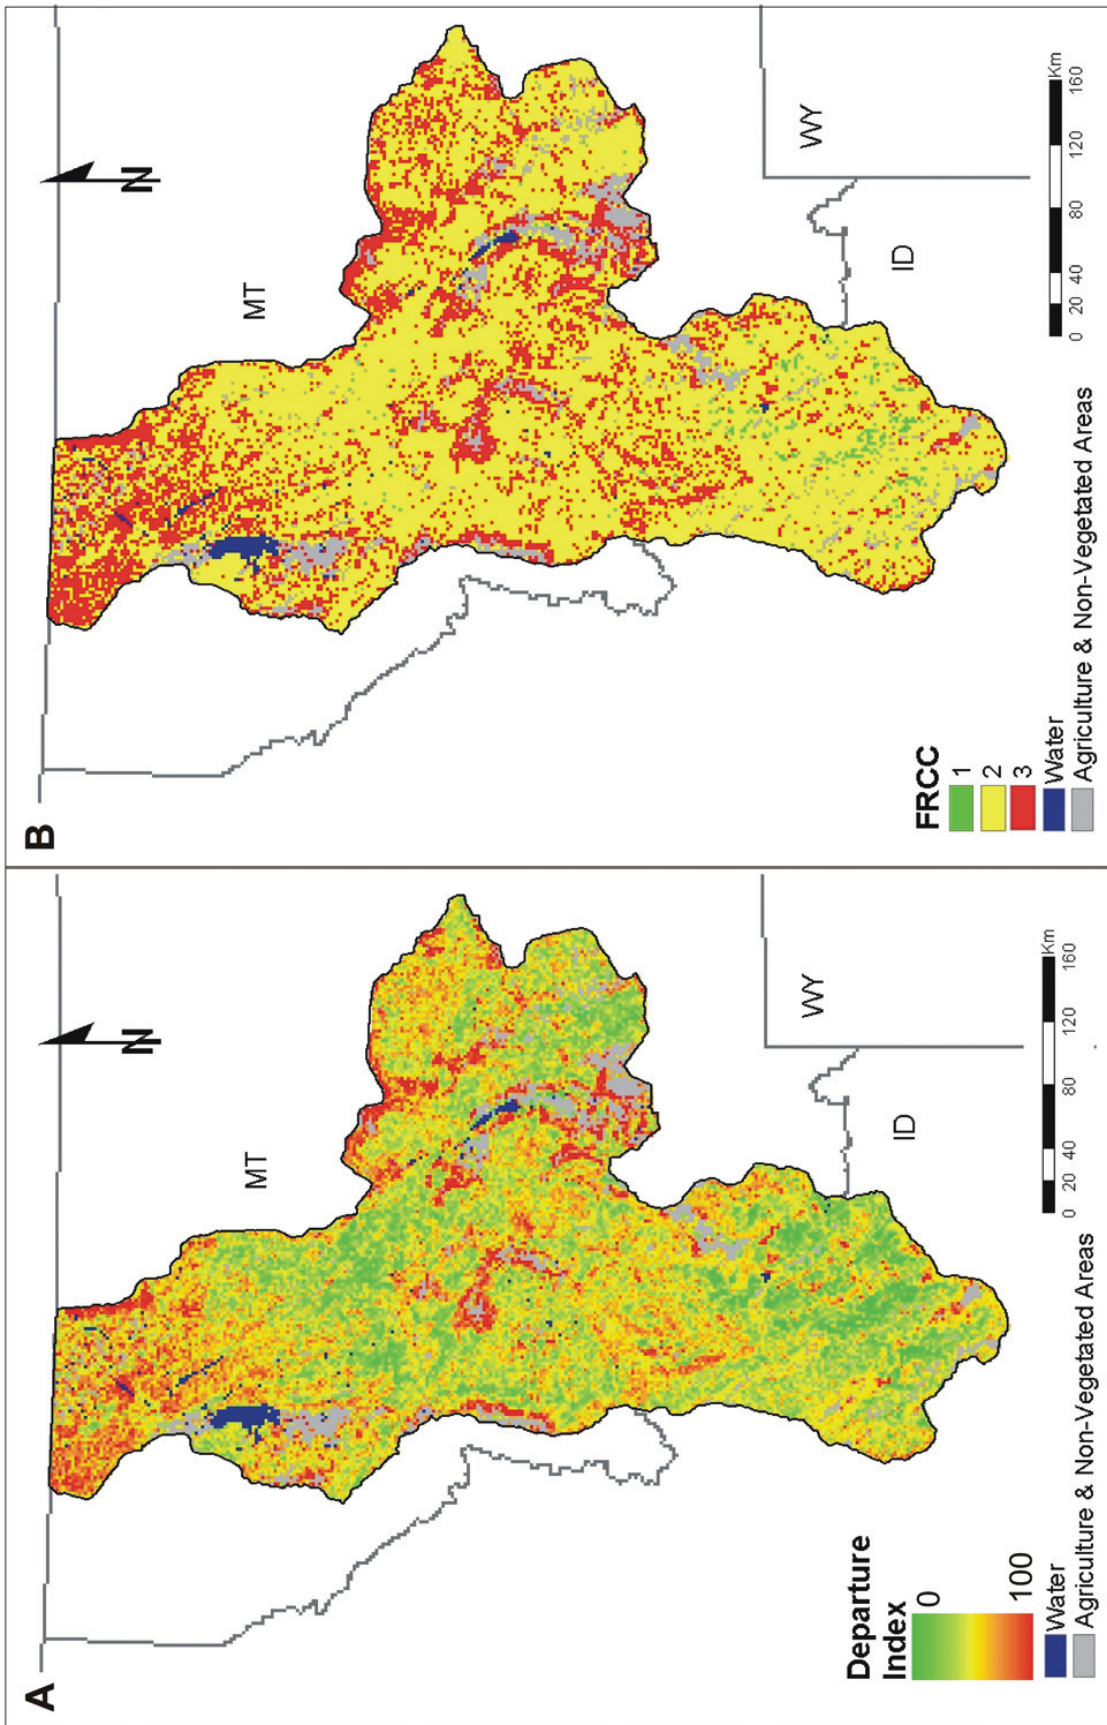 A
N
MT
WY
ID
Departure
Index
0
100
Water
Agriculture & Non-Vegetated Areas
0 20 40 80 120 160
Km
B
N
MT
WY
ID
FRCC
1
2
3
Water
Agriculture & Non-Vegetated Areas
0 20 40 80 120 160
Km